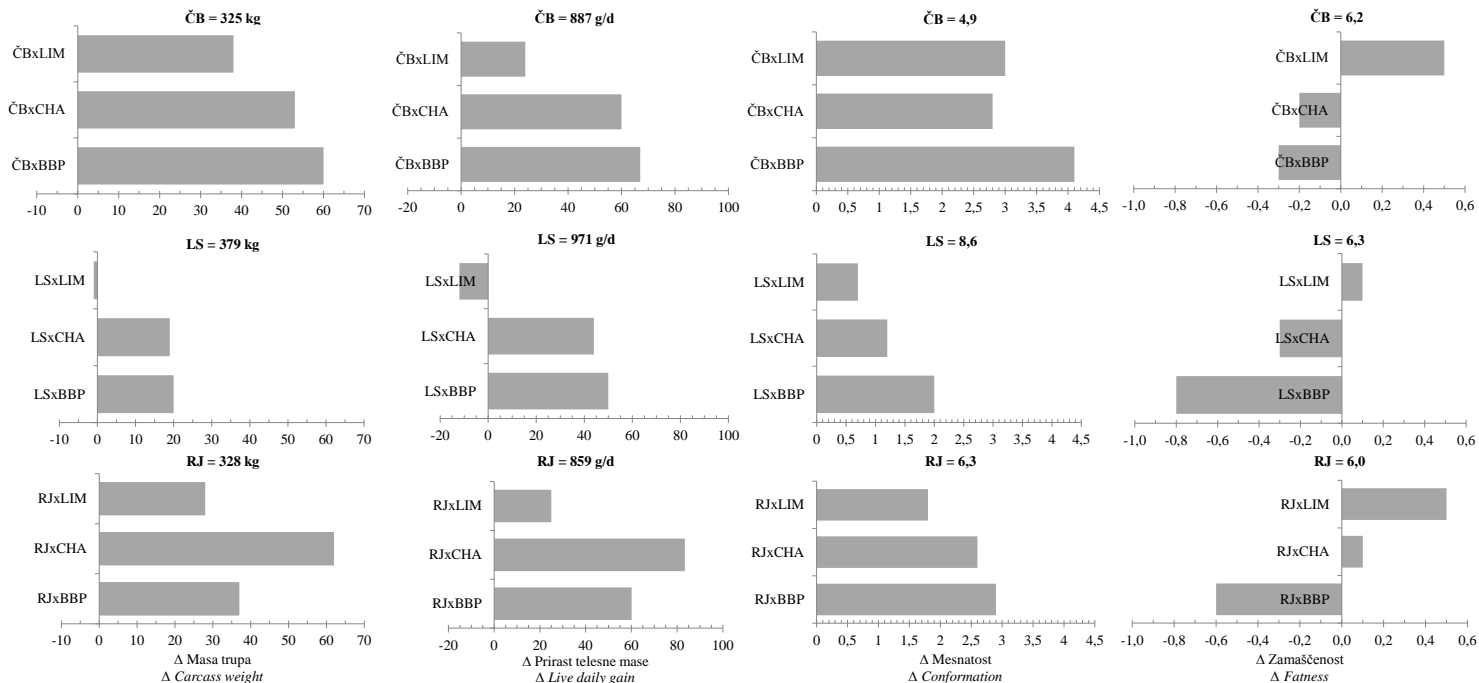 ČB = 325 kg
ČBxLIM
ČBxCHA
ČBxBBP
-10 0 10 20 30 40 50 60 70
ČB = 887 g/d
ČBxLIM
ČBxCHA
ČBxBBP
-20 0 20 40 60 80 100
ČB = 4,9
ČBxLIM
ČBxCHA
ČBxBBP
0 0,5 1 1,5 2 2,5 3 3,5 4 4,5
ČB = 6,2
ČBxLIM
ČBxCHA
ČBxBBP
-1,0 -0,8 -0,6 -0,4 -0,2 0,0 0,2 0,4 0,6
LS = 379 kg
LSxLIM
LSxCHA
LSxBBP
-10 0 10 20 30 40 50 60 70
LS = 971 g/d
LSxLIM
LSxCHA
LSxBBP
-20 0 20 40 60 80 100
LS = 8,6
LSxLIM
LSxCHA
LSxBBP
0 0,5 1 1,5 2 2,5 3 3,5 4 4,5
LS = 6,3
LSxLIM
LSxCHA
LSxBBP
-1,0 -0,8 -0,6 -0,4 -0,2 0,0 0,2 0,4 0,6
RJ = 328 kg
RJxLIM
RJxCHA
RJxBBP
-10 0 10 20 30 40 50 60 70
Δ Masa trupa
Δ Carcass weight
RJ = 859 g/d
RJxLIM
RJxCHA
RJxBBP
-20 0 20 40 60 80 100
Δ Prirast telesne mase
Δ Live daily gain
RJ = 6,3
RJxLIM
RJxCHA
RJxBBP
0 0,5 1 1,5 2 2,5 3 3,5 4 4,5
Δ Mesnatost
Δ Conformation
RJ = 6,0
RJxLIM
RJxCHA
RJxBBP
-1,0 -0,8 -0,6 -0,4 -0,2 0,0 0,2 0,4 0,6
Δ Zamaščenost
Δ Fatness